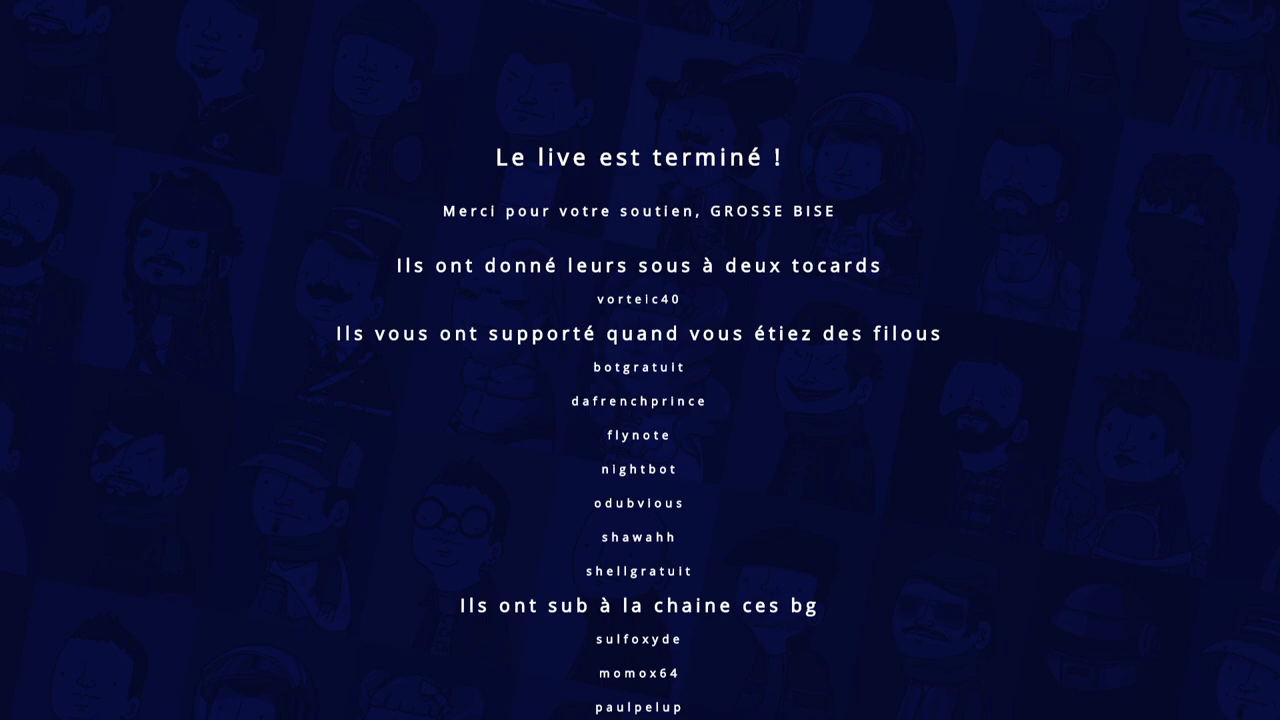 Le live est terminé !
Merci pour votre soutien, GROSSE BISE
Ils ont donné leurs sous à deux tocards
vorteic40
Ils vous ont supporté quand vous étiez des filous
botgratuit
dafrenchprince
flynote
nightbot
odubvious
shawahh
shellgratuit
Ils ont sub à la chaine ces bg
sulfoxyde
momox64
paulpelup